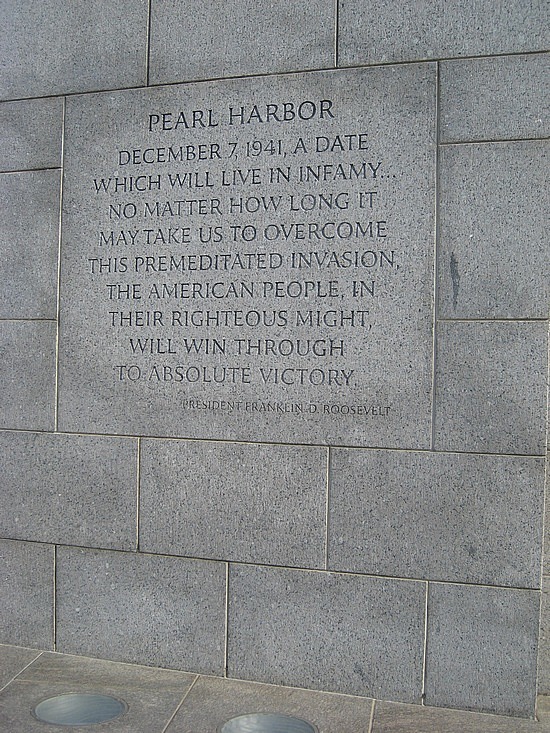 PEARL HARBOR
DECEMBER 7, 1941, A DATE
WHICH WILL LIVE IN INFAMY...
NO MATTER HOW LONG IT
MAY TAKE US TO OVERCOME
THIS PREMEDITATED INVASION,
THE AMERICAN PEOPLE, IN
THEIR RIGHTEOUS MIGHT,
WILL WIN THROUGH
TO ABSOLUTE VICTORY.
PRESIDENT FRANKLIN D. ROOSEVELT